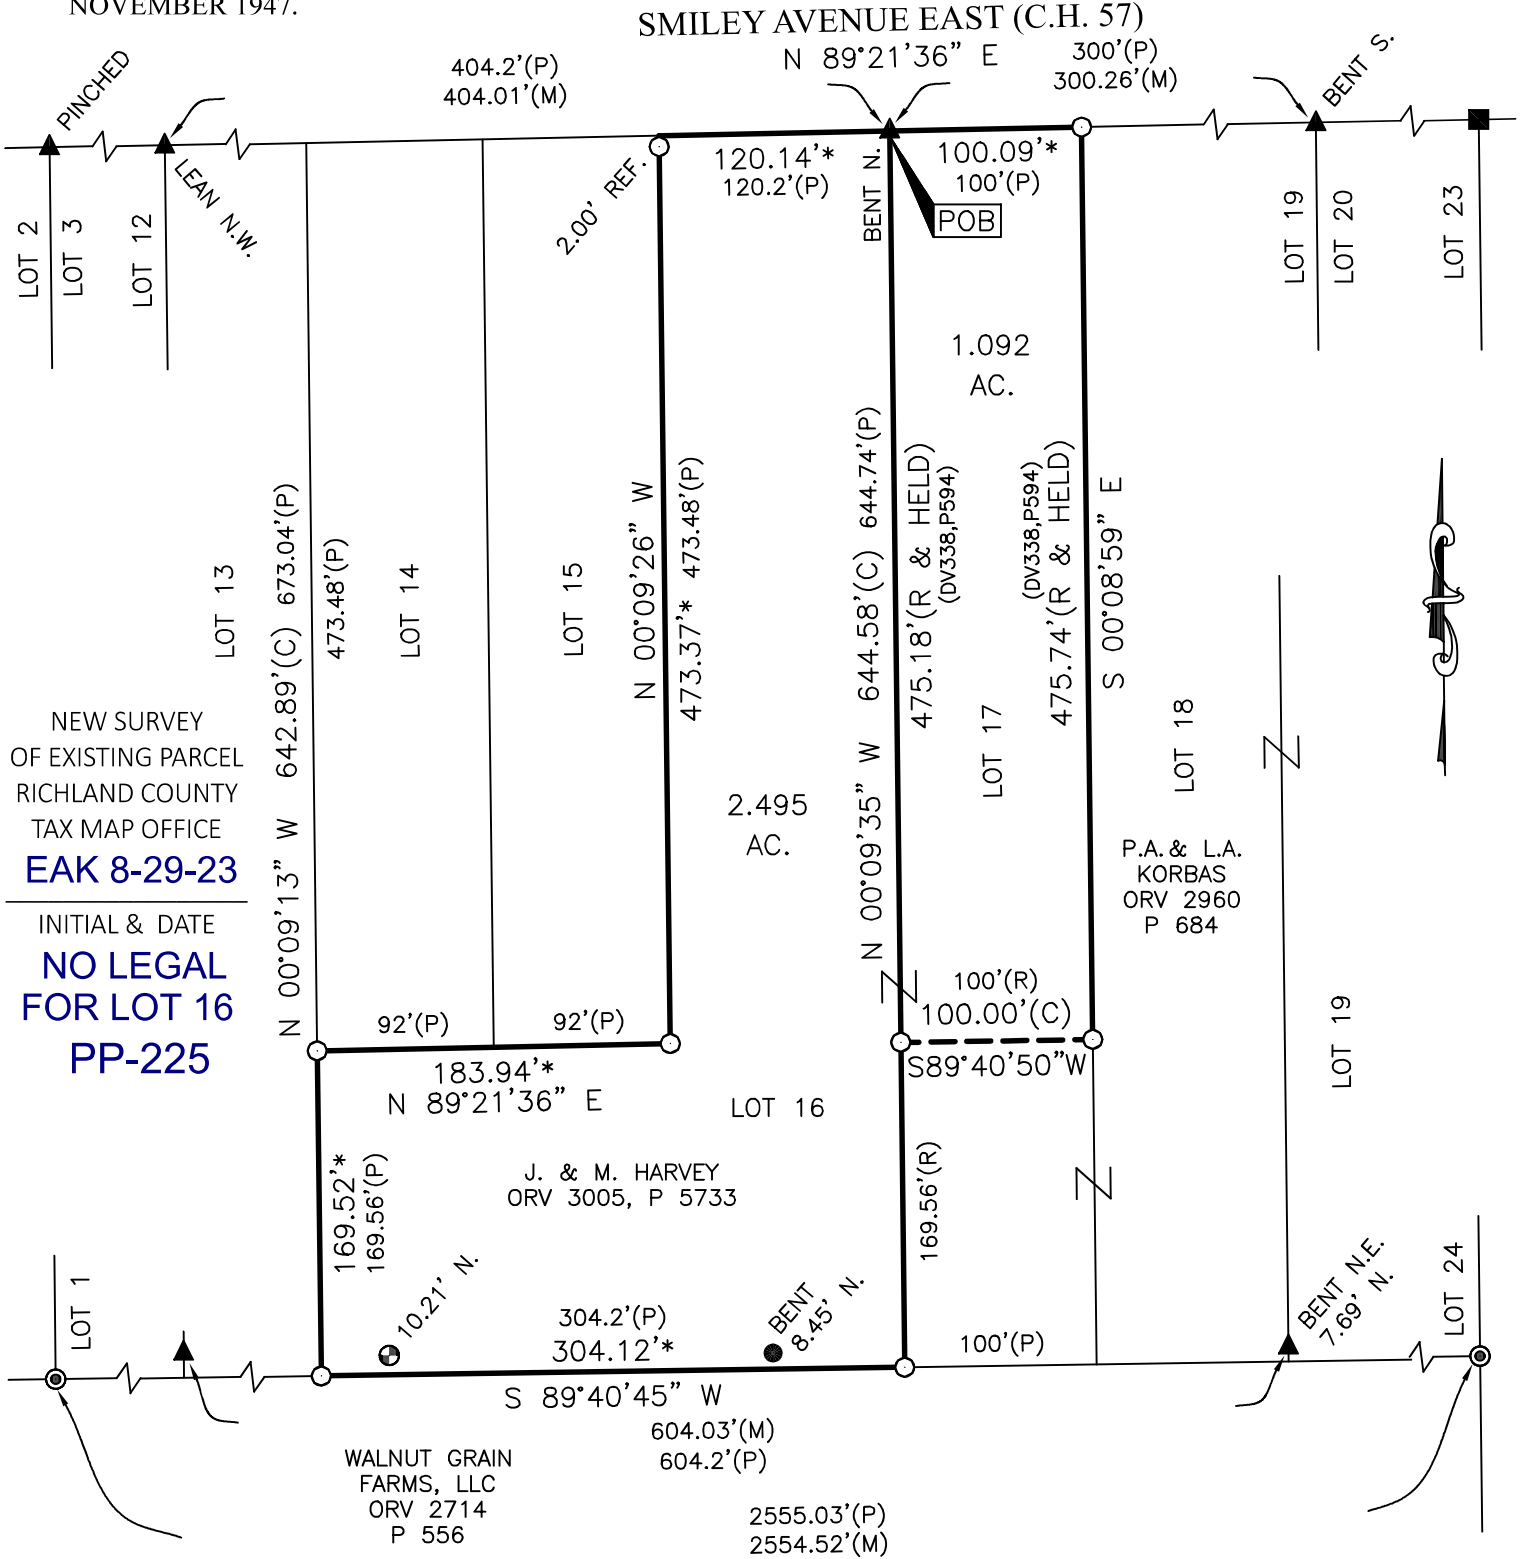 NOVEMBER 1947.
SMILEY AVENUE EAST (C.H. 57)
N 89°21'36" E
404.2'(P)
404.01'(M)
300'(P)
300.26'(M)
PINCHED
LEAN N.W.
BENT S.
2.00' REF.
120.14'*
120.2'(P)
BENT N.
100.09'*
100'(P)
POB
LOT 2
LOT 3
LOT 12
LOT 19
LOT 20
LOT 23
1.092
AC.
N 00°09'13" W 642.89'(C) 673.04'(P)
473.48'(P)
LOT 13
LOT 14
LOT 15
N 00°09'26" W
473.37'* 473.48'(P)
N 00°09'35" W 644.58'(C) 644.74'(P)
475.18'(R & HELD)
(DV338,P594)
(DV338,P594)
475.74'(R & HELD)
S 00°08'59" E
LOT 17
LOT 18
2.495
AC.
P.A. & L.A.
KORBAS
ORV 2960
P 684
NEW SURVEY
OF EXISTING PARCEL
RICHLAND COUNTY
TAX MAP OFFICE
EAK 8-29-23
INITIAL & DATE
NO LEGAL
FOR LOT 16
PP-225
92'(P)
92'(P)
183.94'*
N 89°21'36" E
100'(R)
100.00'(C)
S89°40'50"W
LOT 19
LOT 16
J. & M. HARVEY
ORV 3005, P 5733
169.52'*
169.56'(P)
169.56'(R)
10.21' N.
BENT
8.45' N.
BENT N.E.
7.69' N.
LOT 1
LOT 24
304.2'(P)
304.12'*
100'(P)
S 89°40'45" W
604.03'(M)
604.2'(P)
WALNUT GRAIN
FARMS, LLC
ORV 2714
P 556
2555.03'(P)
2554.52'(M)